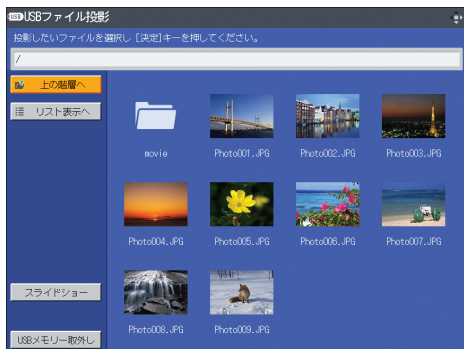 USB USBファイル投影
投影したいファイルを選択し［決定］キーを押してください。
/
上の階層へ
リスト表示へ
movie
Photo001.JPG
Photo002.JPG
Photo003.JPG
Photo004.JPG
Photo005.JPG
Photo006.JPG
Photo007.JPG
スライドショー
Photo008.JPG
Photo009.JPG
USBメモリー取外し